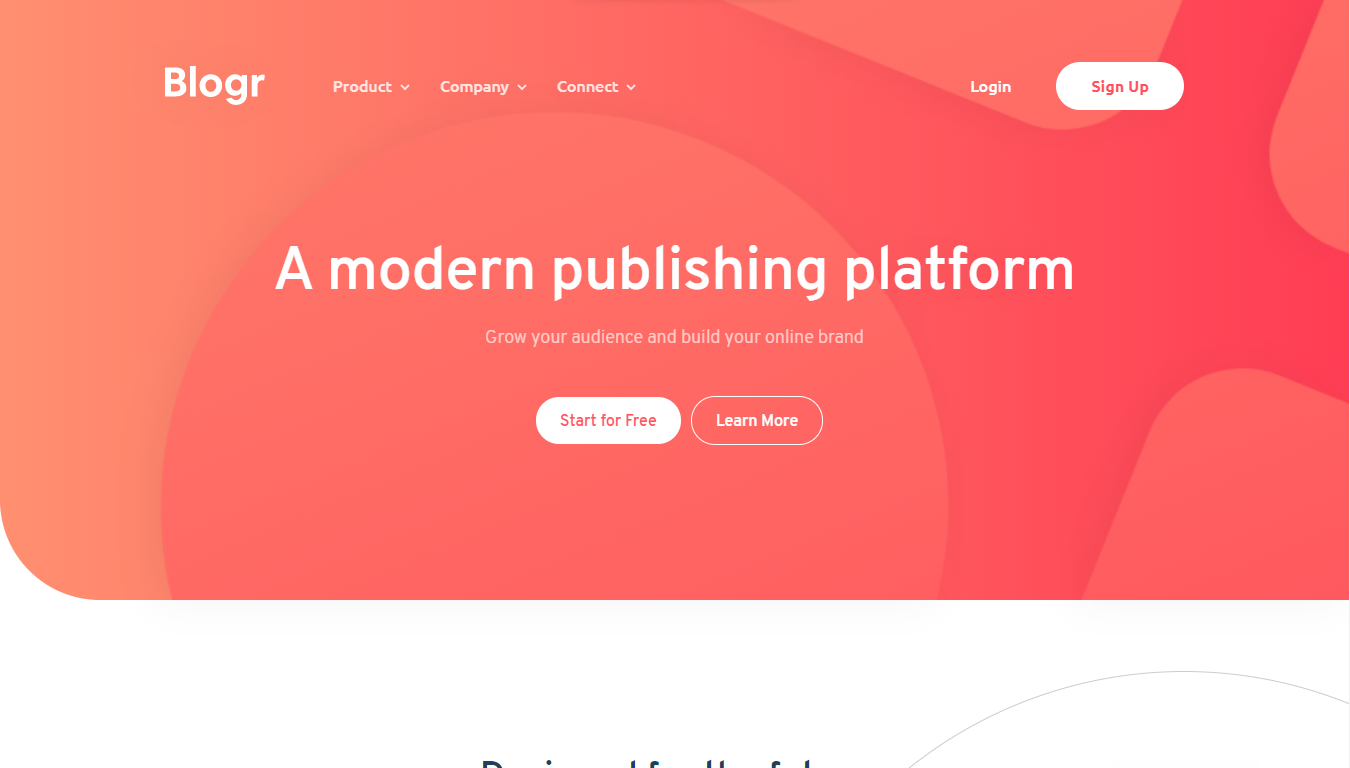 Blogr
Product
Company
Connect
Login
Sign Up
A modern publishing platform
Grow your audience and build your online brand
Start for Free
Learn More